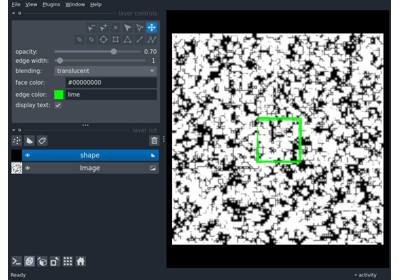 File View Plugins Window Help
layer controls
opacity: 0.70
edge width: 1
blending: translucent
face color: #00000000
edge color: lime
display text:
layer list
shape
Image
Ready activity